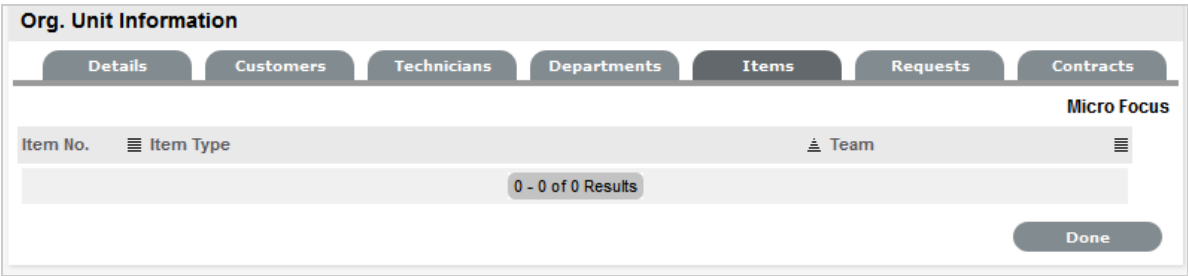 Org. Unit Information
Details Customers Technicians Departments Items Requests Contracts
Micro Focus
Item No. Item Type Team
0 - 0 of 0 Results
Done